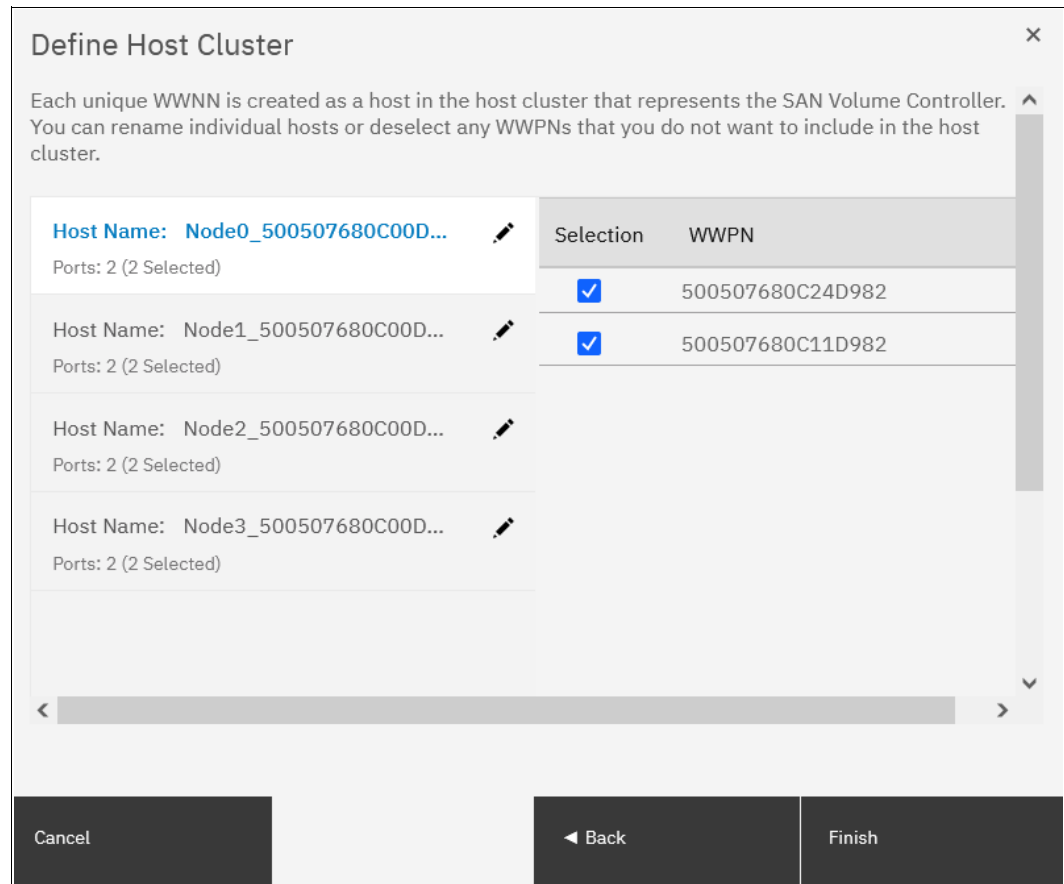 Define Host Cluster
Each unique WWNN is created as a host in the host cluster that represents the SAN Volume Controller.
You can rename individual hosts or deselect any WWPNs that you do not want to include in the host
cluster.
Host Name: Node0_500507680C00D...
Ports: 2 (2 Selected)
Host Name: Node1_500507680C00D...
Ports: 2 (2 Selected)
Host Name: Node2_500507680C00D...
Ports: 2 (2 Selected)
Host Name: Node3_500507680C00D...
Ports: 2 (2 Selected)
Selection WWPN
500507680C24D982
500507680C11D982
Cancel
Back
Finish